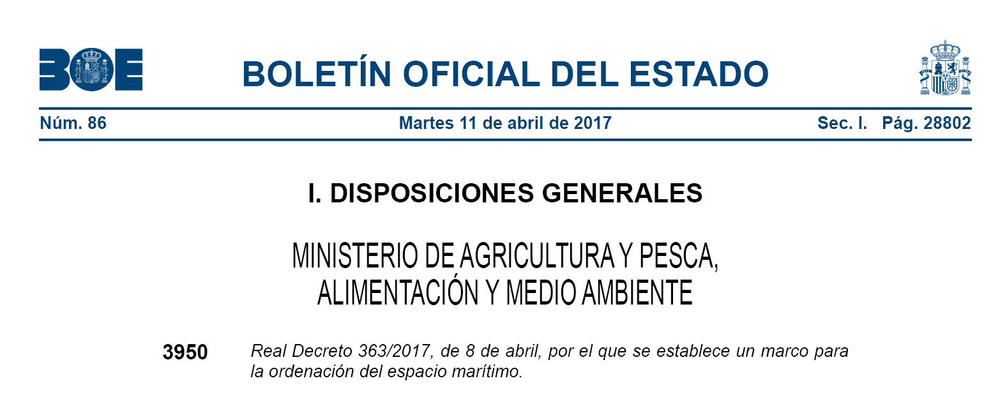 BOE
BOLETÍN OFICIAL DEL ESTADO
Núm. 86 Martes 11 de abril de 2017 Sec. I. Pág. 28802
I. DISPOSICIONES GENERALES
MINISTERIO DE AGRICULTURA Y PESCA,
ALIMENTACIÓN Y MEDIO AMBIENTE
3950 Real Decreto 363/2017, de 8 de abril, por el que se establece un marco para
la ordenación del espacio marítimo.